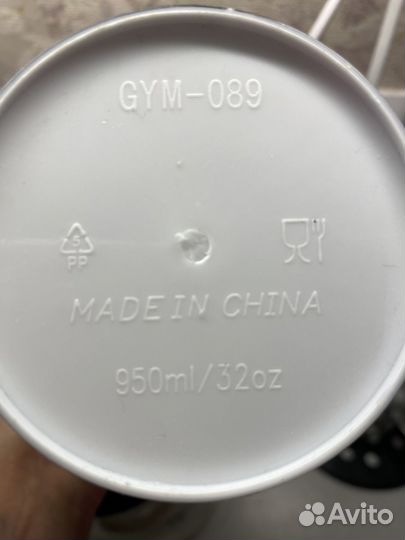 GYM-089
5
PP
MADE IN CHINA
950ml/32oz
Avito